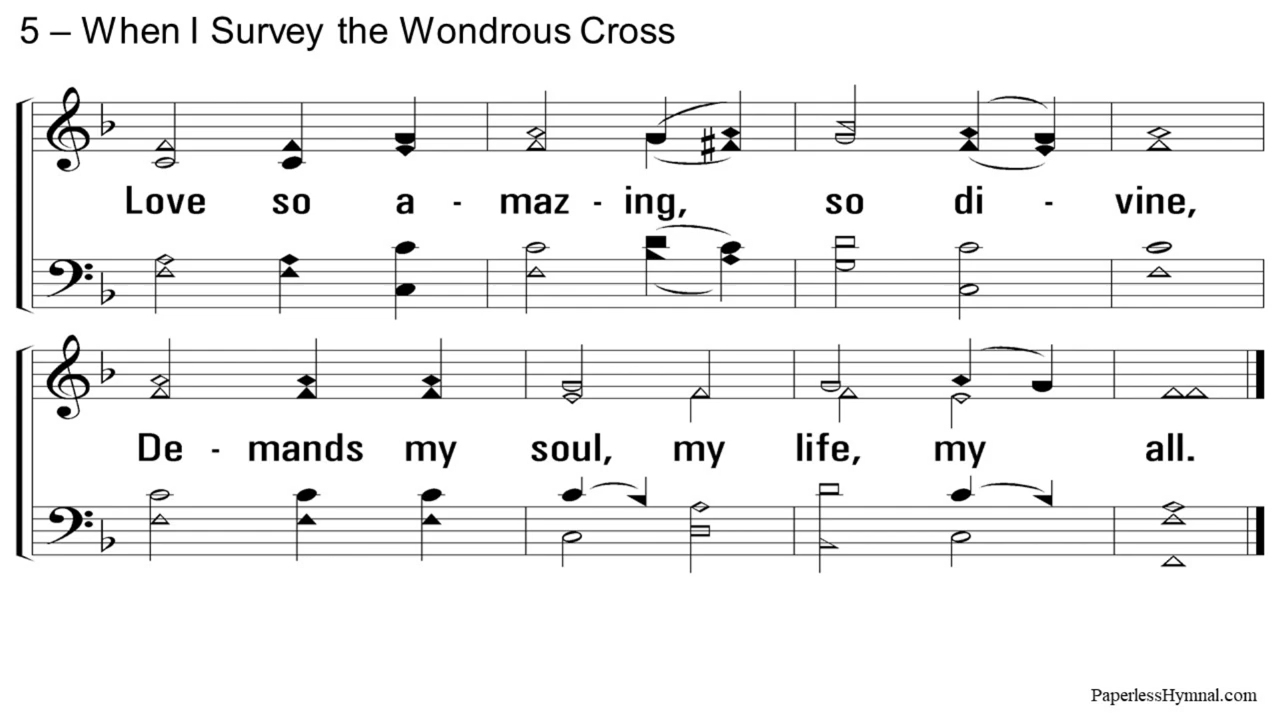 5 – When I Survey the Wondrous Cross
Love so a - maz - ing, so di - vine,
De - mands my soul, my life, my all.
PaperlessHymnal.com